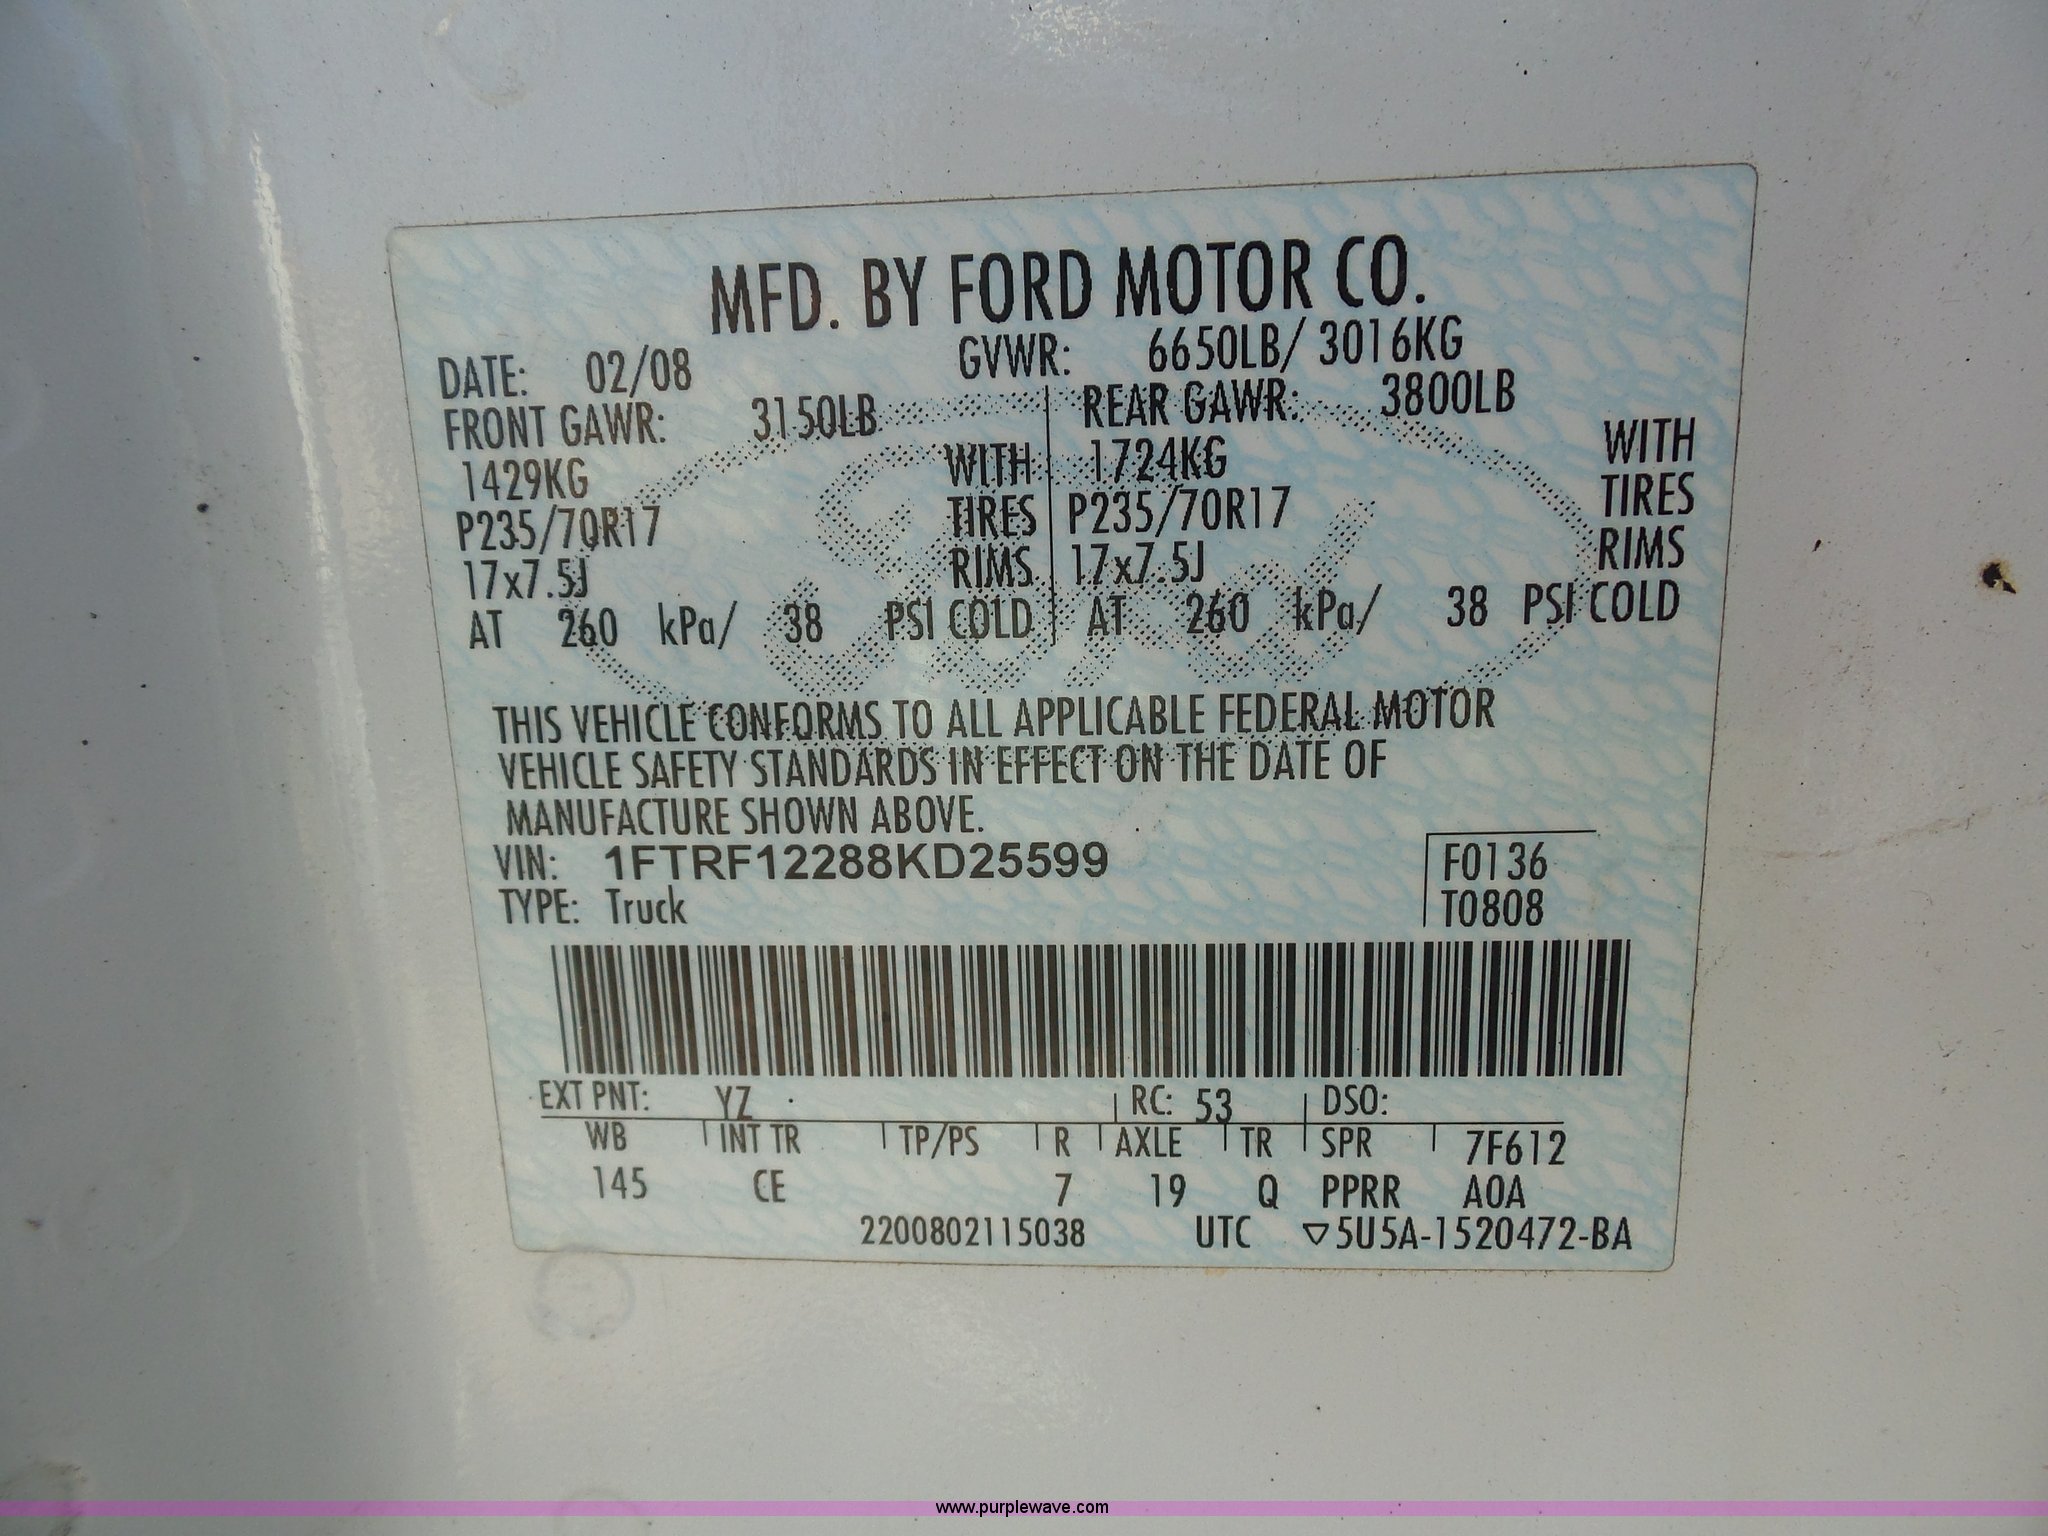 MFD. BY FORD MOTOR CO.
DATE: 02/08 GVWR: 6650LB/ 3016KG
FRONT GAWR: 3150LB REAR GAWR: 3800LB
1429KG WITH 1724KG WITH
P235/70R17 TIRES P235/70R17 TIRES
17x7.5J RIMS 17x7.5J RIMS
AT 260 kPa/ 38 PSI COLD AT 260 kPa/ 38 PSI COLD
THIS VEHICLE CONFORMS TO ALL APPLICABLE FEDERAL MOTOR
VEHICLE SAFETY STANDARDS IN EFFECT ON THE DATE OF
MANUFACTURE SHOWN ABOVE.
VIN: 1FTRF12288KD25599 F0136
TYPE: Truck T0808
EXT PNT: YZ RC: 53 DSO:
WB INT TR TP/PS R AXLE TR SPR 7F612
145 CE 7 19 Q PPRR A0A
2200802115038 UTC ▽5U5A-1520472-BA
www.purplewave.com